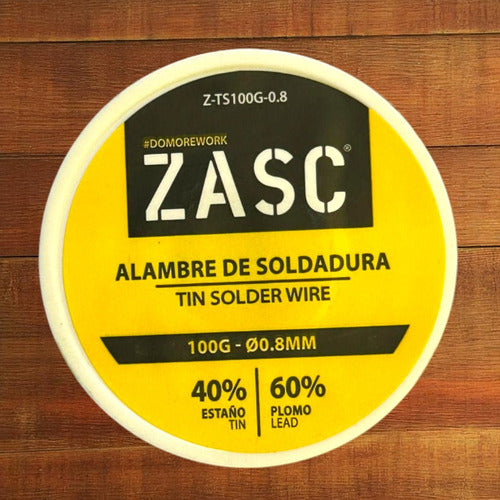 Z-TS100G-0.8
#DOMOREWORK
ZASC®
ALAMBRE DE SOLDADURA
TIN SOLDER WIRE
100G - Ø0.8MM
40% 60%
ESTAÑO PLOMO
TIN LEAD